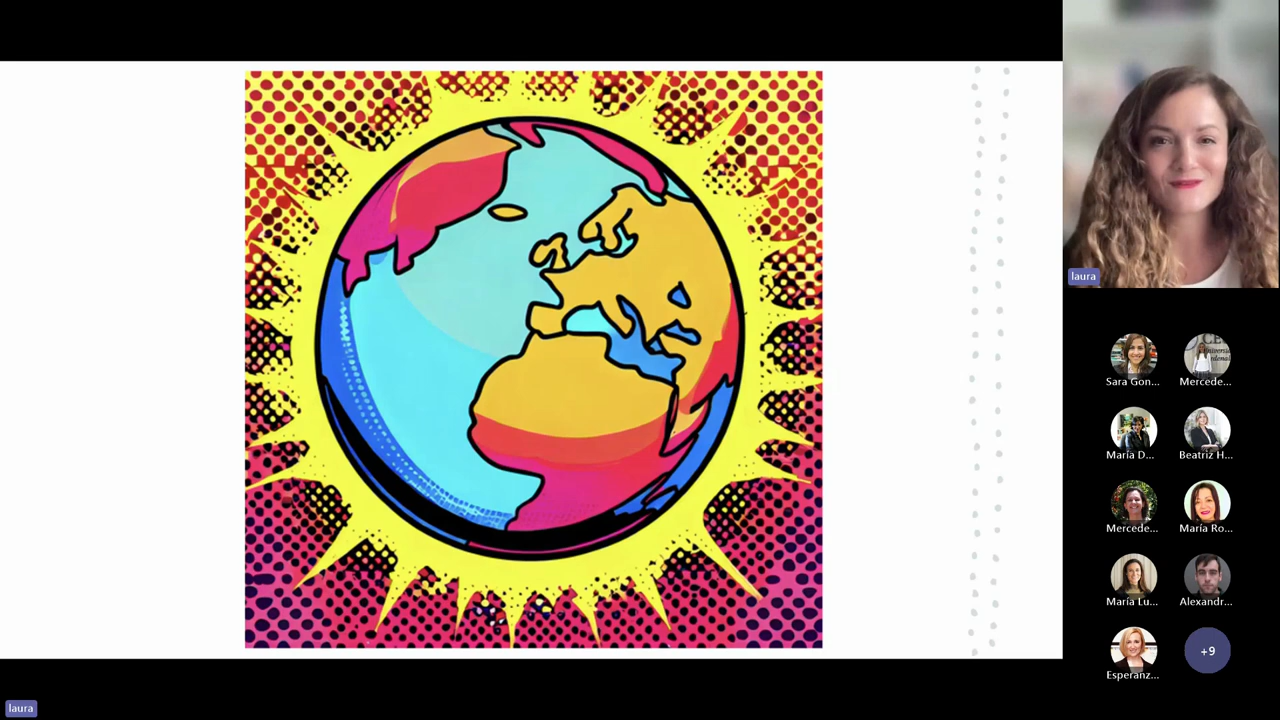 laura
Sara Gon...
Mercede...
María D...
Beatriz H...
Mercede...
María Ro...
María Lu...
Alexandr...
Esperanz...
+9
laura